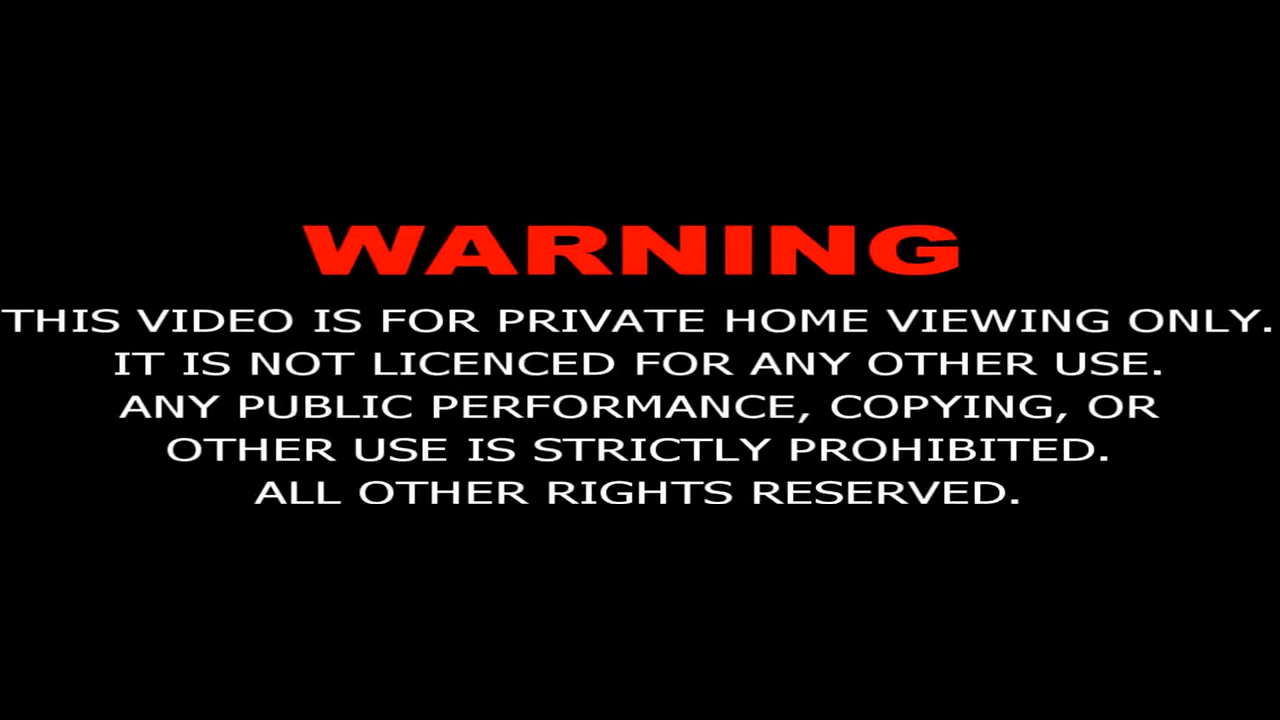 WARNING
THIS VIDEO IS FOR PRIVATE HOME VIEWING ONLY.
IT IS NOT LICENCED FOR ANY OTHER USE.
ANY PUBLIC PERFORMANCE, COPYING, OR
OTHER USE IS STRICTLY PROHIBITED.
ALL OTHER RIGHTS RESERVED.